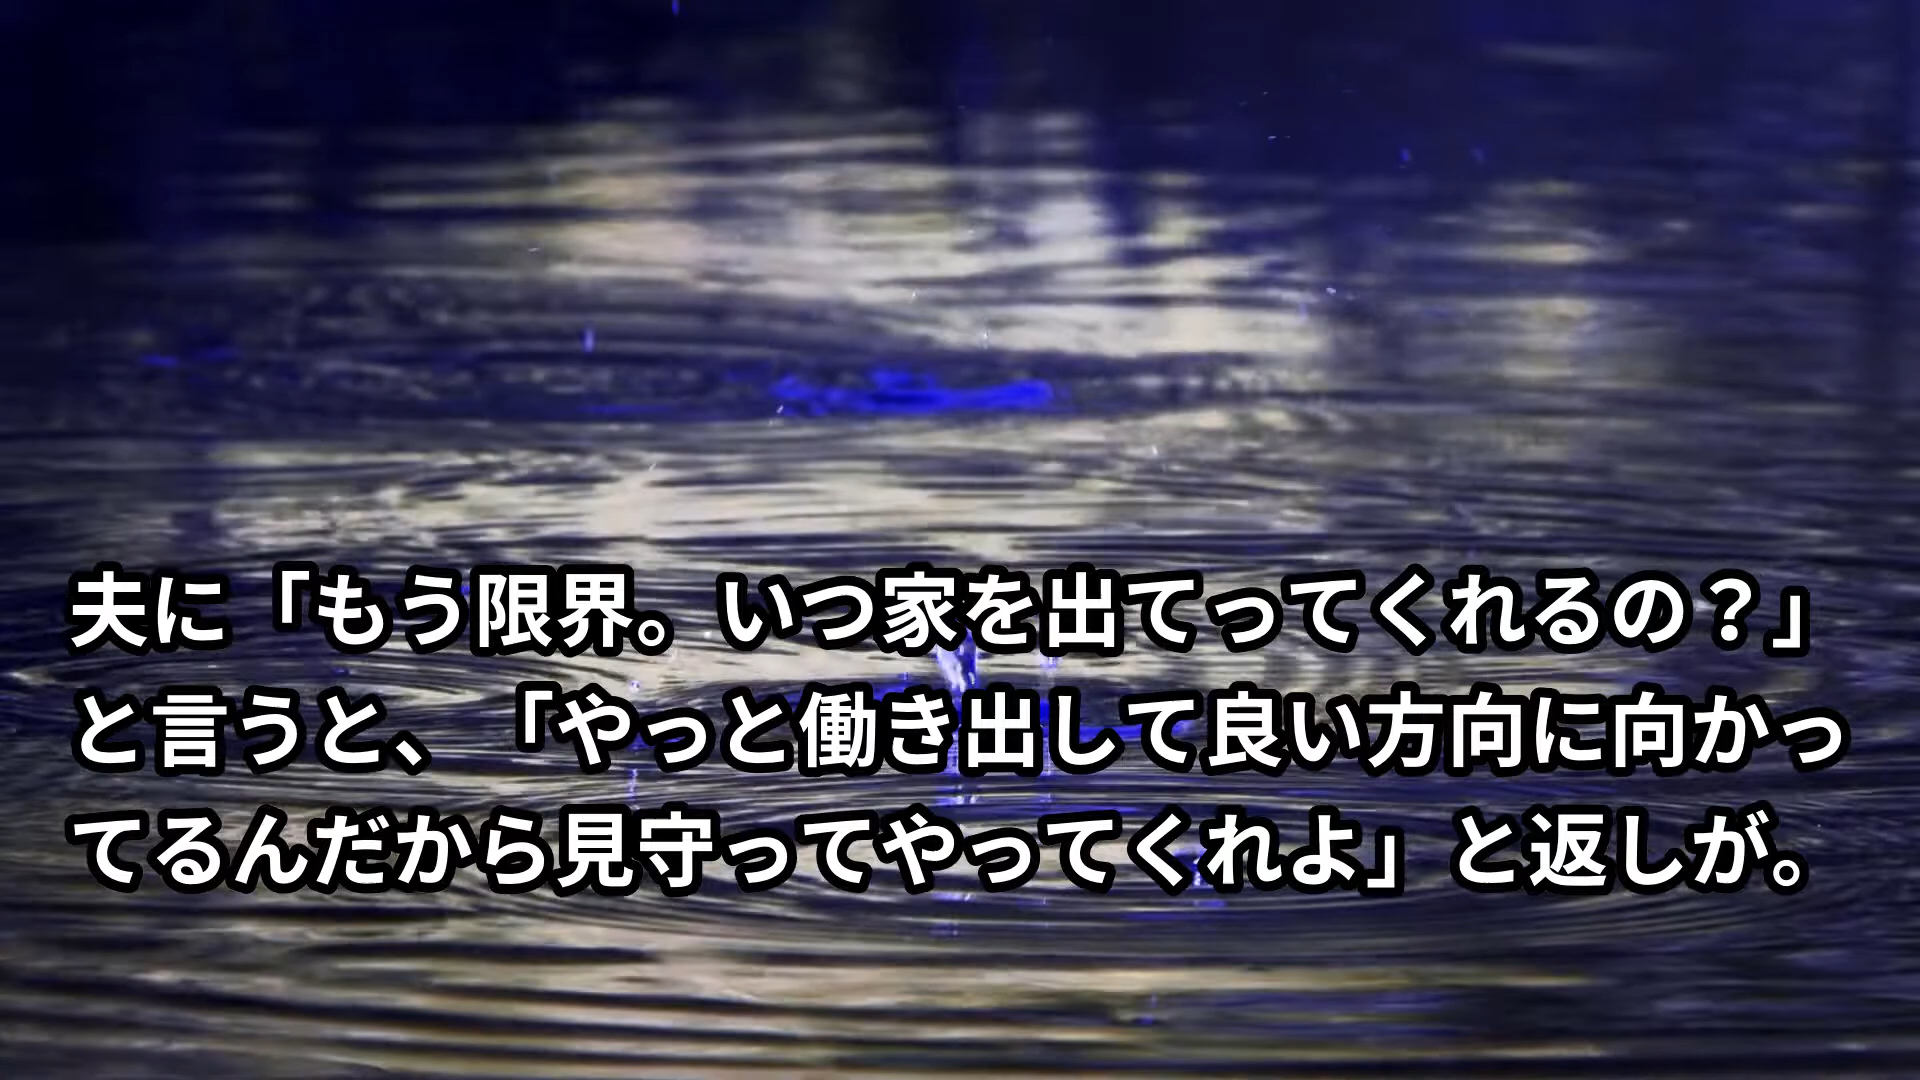 夫に「もう限界。いつ家を出てってくれるの？」
と言うと、「やっと働き出して良い方向に向かっ
てるんだから見守ってやってくれよ」と返しが。